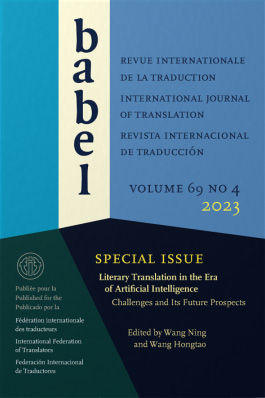 babel
REVUE INTERNATIONALE
DE LA TRADUCTION
INTERNATIONAL JOURNAL
OF TRANSLATION
REVISTA INTERNACIONAL
DE TRADUCCIÓN
VOLUME 69 NO 4
2023
SPECIAL ISSUE
Literary Translation in the Era
of Artificial Intelligence
Challenges and Its Future Prospects
Edited by Wang Ning
and Wang Hongtao
Publiée pour la
Published for the
Publicado por la
Fédération internationale
des traducteurs
International Federation
of Translators
Federación Internacional
de Traductores